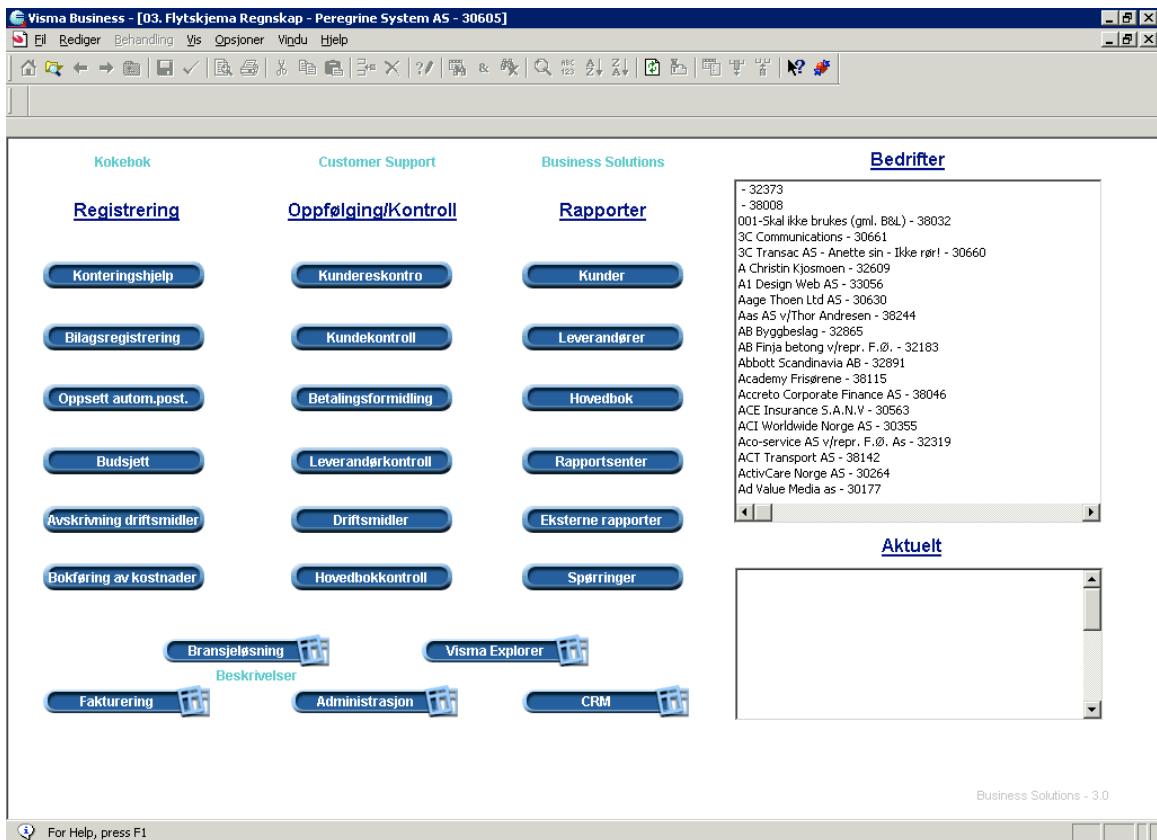 Visma Business - [03. Flytskjema Regnskap - Peregrine System AS - 30605]
Fil Rediger Behandling Vis Opsjoner Vindu Hjelp
Kokebok
Customer Support
Business Solutions
Registrering
Oppfølging/Kontroll
Rapporter
Konteringshjelp
Kundereskontro
Kunder
Bilagsregistrering
Kundekontroll
Leverandører
Oppsett autom.post.
Betalingsformidling
Hovedbok
Budsjett
Leverandørkontroll
Rapportsenter
Avskrivning driftsmidler
Driftsmidler
Eksterne rapporter
Bokføring av kostnader
Hovedbokkontroll
Spørringer
Bransjeløsning
Visma Explorer
Beskrivelser
Fakturering
Administrasjon
CRM
Bedrifter
- 32373
- 38008
001-Skal ikke brukes (gml. B&L) - 38032
3C Communications - 30661
3C Transac AS - Anette sin - Ikke rør! - 30660
A Christin Kjosmoen - 32609
A1 Design Web AS - 33056
Aage Thoen Ltd AS - 30630
Aas AS v/Thor Andresen - 38244
AB Byggbeslag - 32865
AB Finja betong v/repr. F.Ø. - 32183
Abbott Scandinavia AB - 32891
Academy Frisørene - 38115
Accreto Corporate Finance AS - 38046
ACE Insurance S.A.N.V - 30563
ACI Worldwide Norge AS - 30355
Aco-service AS v/repr. F.Ø. As - 32319
ACT Transport AS - 38142
ActivCare Norge AS - 30264
Ad Value Media as - 30177
Aktuelt
Business Solutions - 3.0
For Help, press F1